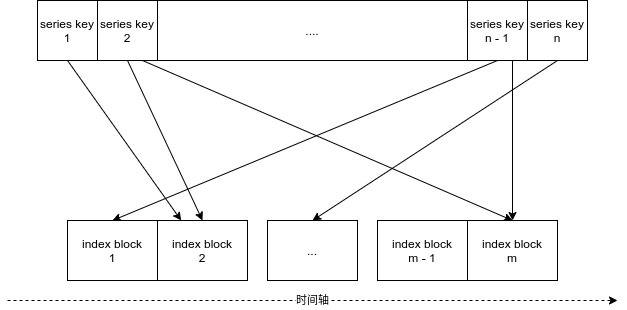 series key
1
series key
2
....
series key
n - 1
series key
n
index block
1
index block
2
...
index block
m - 1
index block
m
时间轴